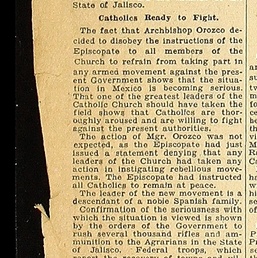 State of Jalisco.
Catholics Ready to Fight.
The fact that Archbishop Orozco de-
cided to disobey the instructions of the
Episcopate to all members of the
Church to refrain from taking part in
any armed movement against the pres-
ent Government shows that the situa-
tion in Mexico is becoming serious.
That one of the greatest leaders of the
Catholic Church should have taken the
field shows that Catholics are thor-
oughly aroused and are willing to fight
against the present authorities.
The action of Mgr. Orozco was not
expected, as the Episcopate had just
issued a statement denying that any
leaders of the Church had taken any
action in instigating rebellious move-
ments. The Episcopate had instructed
all Catholics to remain at peace.
The leader of the new movement is a
descendant of a noble Spanish family.
Confirmation of the seriousness with
which the situation is viewed is shown
by the orders of the Government to
rush several thousand rifles and am-
munition to the Agrarians in the State
of Jalisco. Federal troops, which